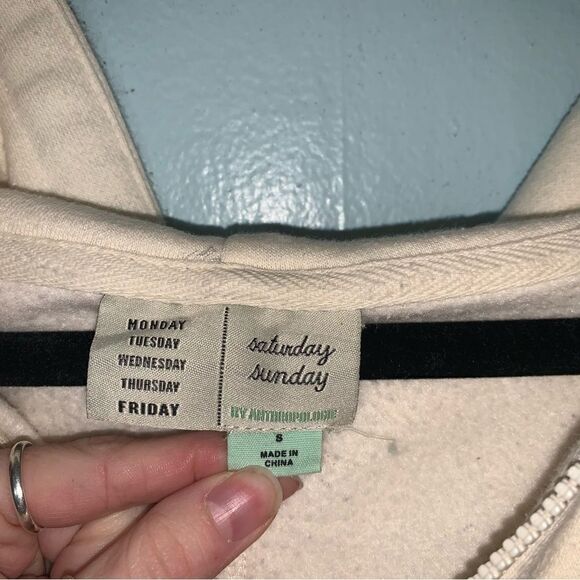 MONDAY
TUESDAY
WEDNESDAY
THURSDAY
FRIDAY
saturday
sunday
BY ANTHROPOLOGIE
S
MADE IN
CHINA